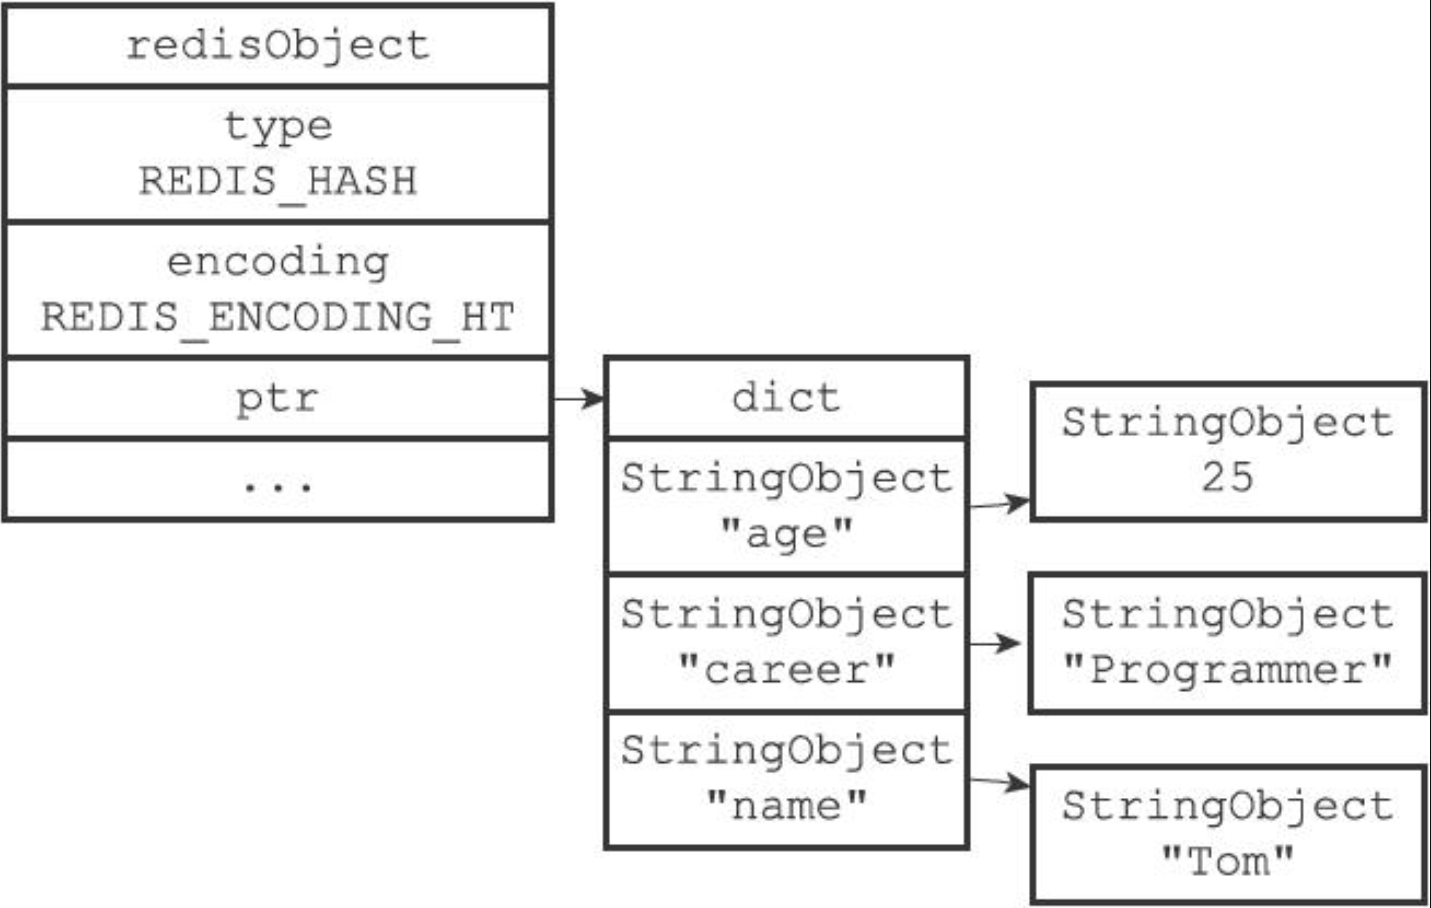 redisObject
type
REDIS_HASH
encoding
REDIS_ENCODING_HT
ptr
...
dict
StringObject
"age"
StringObject
"career"
StringObject
"name"
StringObject
25
StringObject
"Programmer"
StringObject
"Tom"